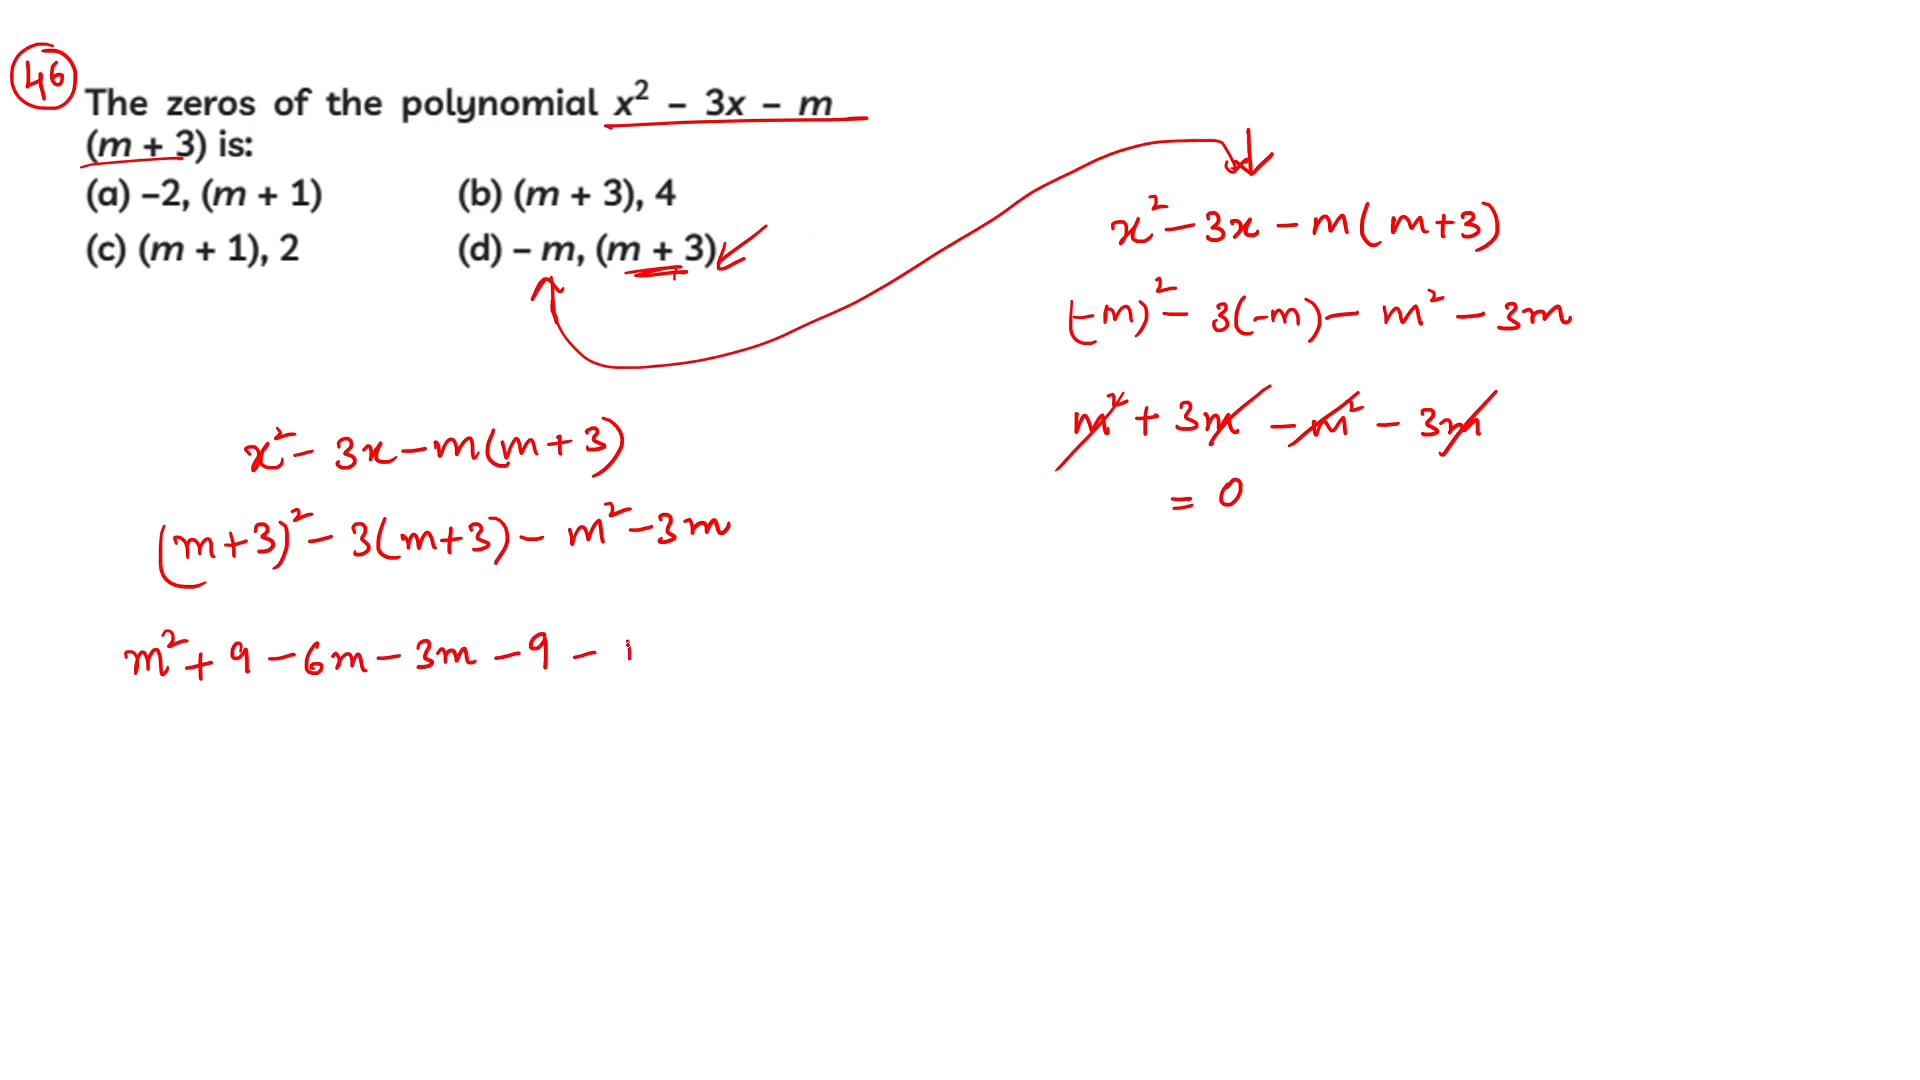 46
The zeros of the polynomial x² – 3x – m
(m + 3) is:
(a) –2, (m + 1) (b) (m + 3), 4
(c) (m + 1), 2 (d) – m, (m + 3)
x² – 3x – m(m+3)
(–m)² – 3(–m) – m² – 3m
m² + 3m – m² – 3m
= 0
x² – 3x – m(m+3)
(m+3)² – 3(m+3) – m² – 3m
m² + 9 – 6m – 3m – 9 –